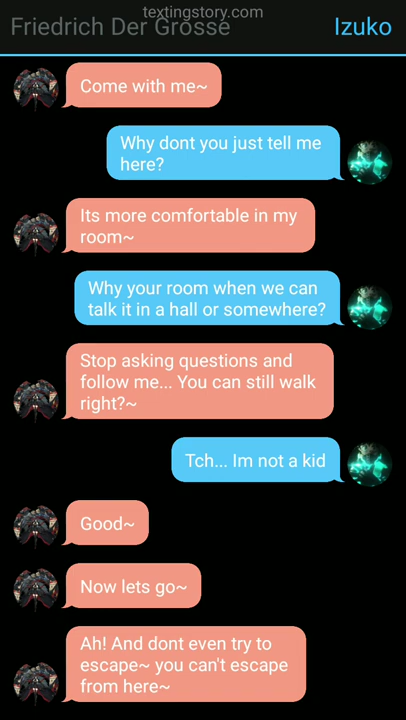 textingstory.com
Friedrich Der Grosse
Izuko
Come with me~
Why dont you just tell me
here?
Its more comfortable in my
room~
Why your room when we can
talk it in a hall or somewhere?
Stop asking questions and
follow me... You can still walk
right?~
Tch... Im not a kid
Good~
Now lets go~
Ah! And dont even try to
escape~ you can't escape
from here~